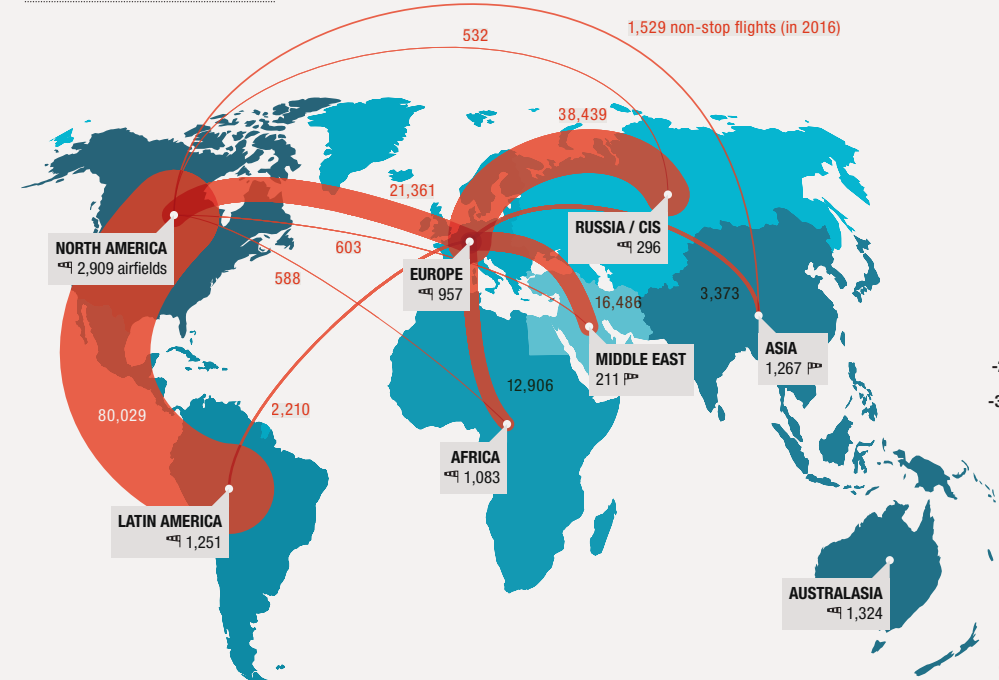 1,529 non-stop flights (in 2016)
532
38,439
21,361
NORTH AMERICA
2,909 airfields
603
588
EUROPE
957
RUSSIA / CIS
296
16,486
3,373
MIDDLE EAST
211
ASIA
1,267
12,906
80,029
2,210
AFRICA
1,083
LATIN AMERICA
1,251
AUSTRALASIA
1,324